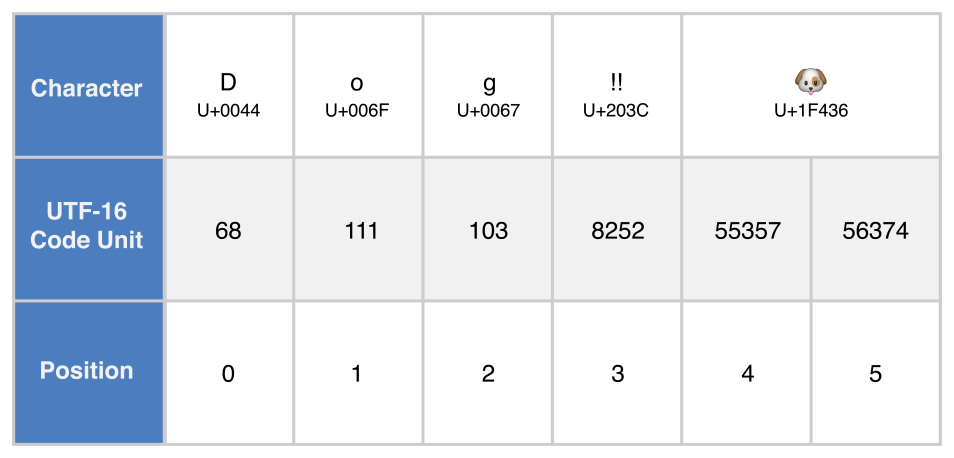 Character
D
U+0044
o
U+006F
g
U+0067
‼
U+203C
🐶
U+1F436
UTF-16
Code Unit
68
111
103
8252
55357
56374
Position
0
1
2
3
4
5